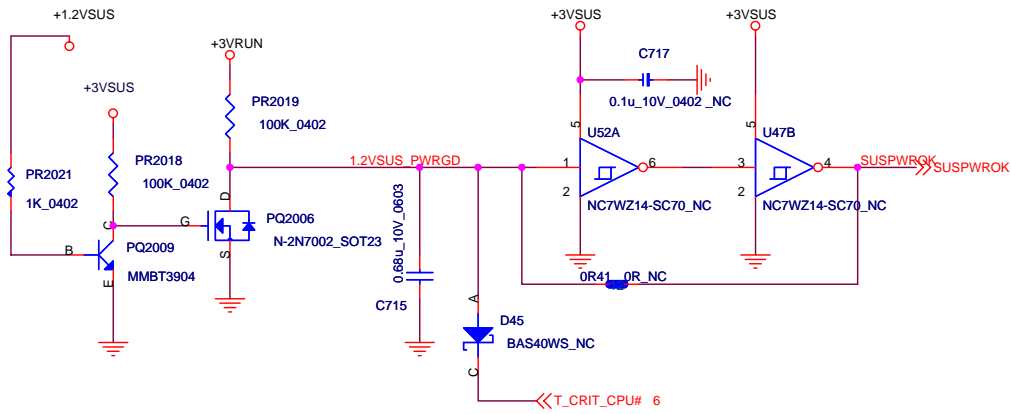 +1.2VSUS
+3VSUS
+3VSUS
C717
+3VRUN
+3VSUS
0.1u_10V_0402 _NC
PR2019
100K_0402
5
U52A
5
U47B
PR2018
100K_0402
PR2021
1K_0402
1.2VSUS_PWRGD
1
6
3
4
SUSPWROK
SUSPWROK
2
2
NC7WZ14-SC70_NC
NC7WZ14-SC70_NC
D
G
PQ2006
N-2N7002_SOT23
S
C
B
PQ2009
MMBT3904
E
0.68u_10V_0603
C715
0R41_0R_NC
A
D45
BAS40WS_NC
C
T_CRIT_CPU# 6